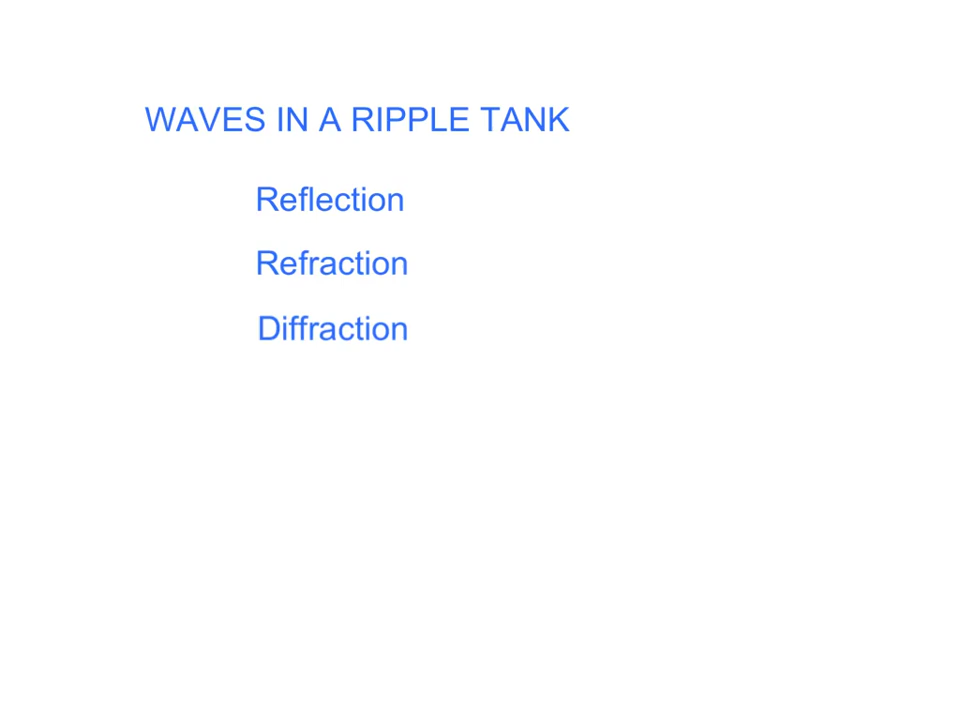 WAVES IN A RIPPLE TANK
Reflection
Refraction
Diffraction